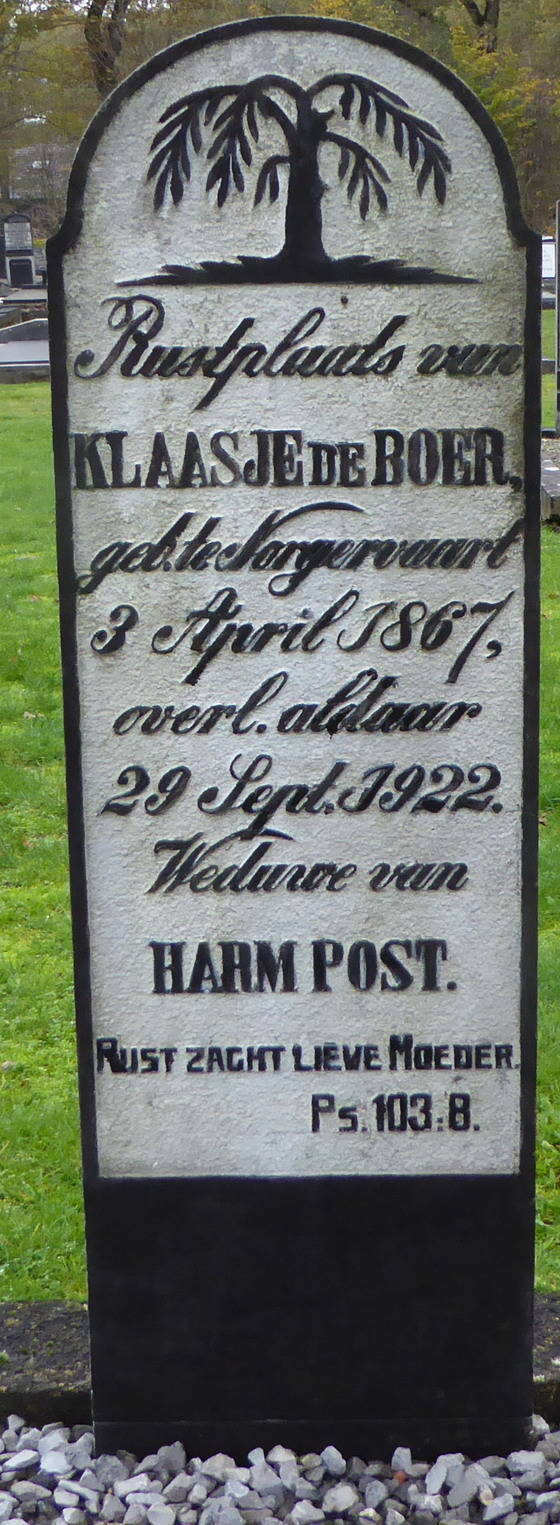 Rustplaats van
KLAASJE DE BOER,
geb. te Norgervaart
3 April 1867,
overl. aldaar
29 Sept. 1922.
Weduwe van
HARM POST.
RUST ZACHT LIEVE MOEDER.
Ps. 103:8.